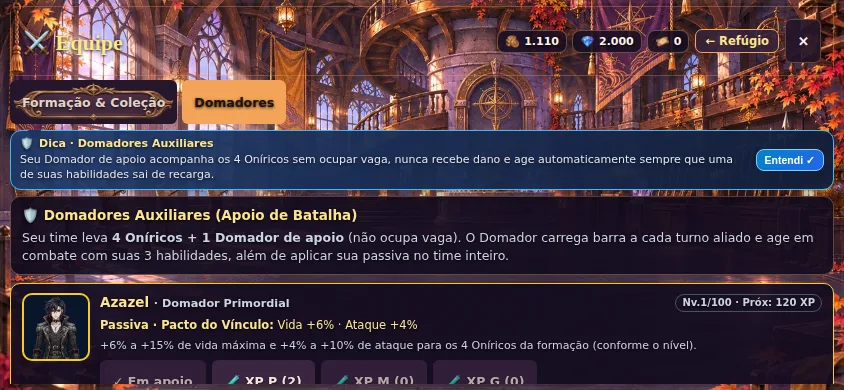 ⚔️ Equipe
1.110
2.000
0
← Refúgio
×
Formação & Coleção
Domadores
🛡️ Dica · Domadores Auxiliares
Seu Domador de apoio acompanha os 4 Oníricos sem ocupar vaga, nunca recebe dano e age automaticamente sempre que uma
de suas habilidades sai de recarga.
Entendi ✓
🛡️ Domadores Auxiliares (Apoio de Batalha)
Seu time leva 4 Oníricos + 1 Domador de apoio (não ocupa vaga). O Domador carrega barra a cada turno aliado e age em
combate com suas 3 habilidades, além de aplicar sua passiva no time inteiro.
Azazel · Domador Primordial
Nv.1/100 · Próx: 120 XP
Passiva · Pacto do Vínculo: Vida +6% · Ataque +4%
+6% a +15% de vida máxima e +4% a +10% de ataque para os 4 Oníricos da formação (conforme o nível).
✓ Em apoio
XP P (2)
XP M (0)
XP G (0)